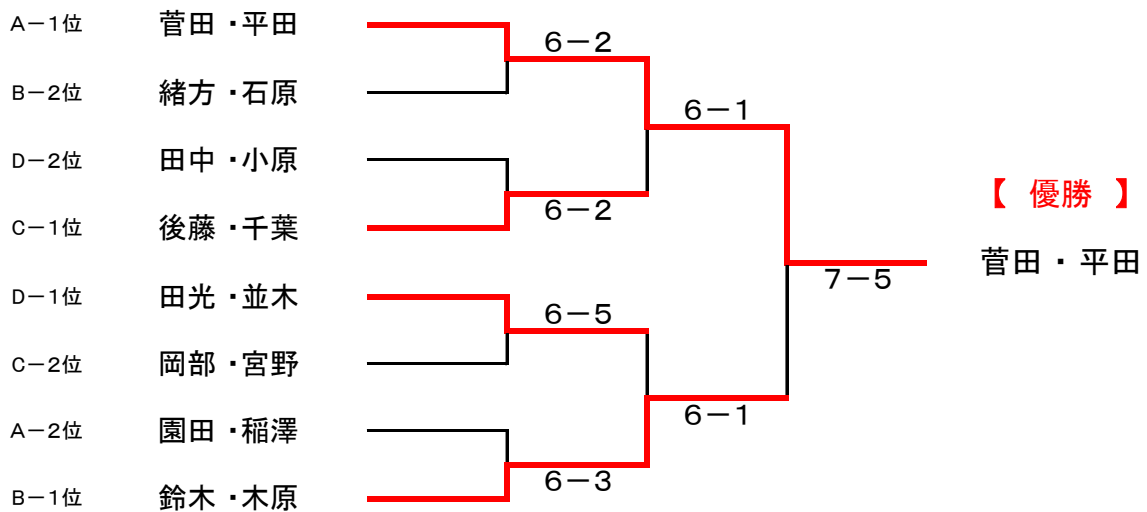 A－1位 菅田 ・平田
6－2
B－2位 緒方 ・石原
6－1
D－2位 田中 ・小原
【 優勝 】
6－2
C－1位 後藤 ・千葉
菅田 ・ 平田
7－5
D－1位 田光 ・並木
6－5
C－2位 岡部 ・宮野
6－1
A－2位 園田 ・稲澤
6－3
B－1位 鈴木 ・木原